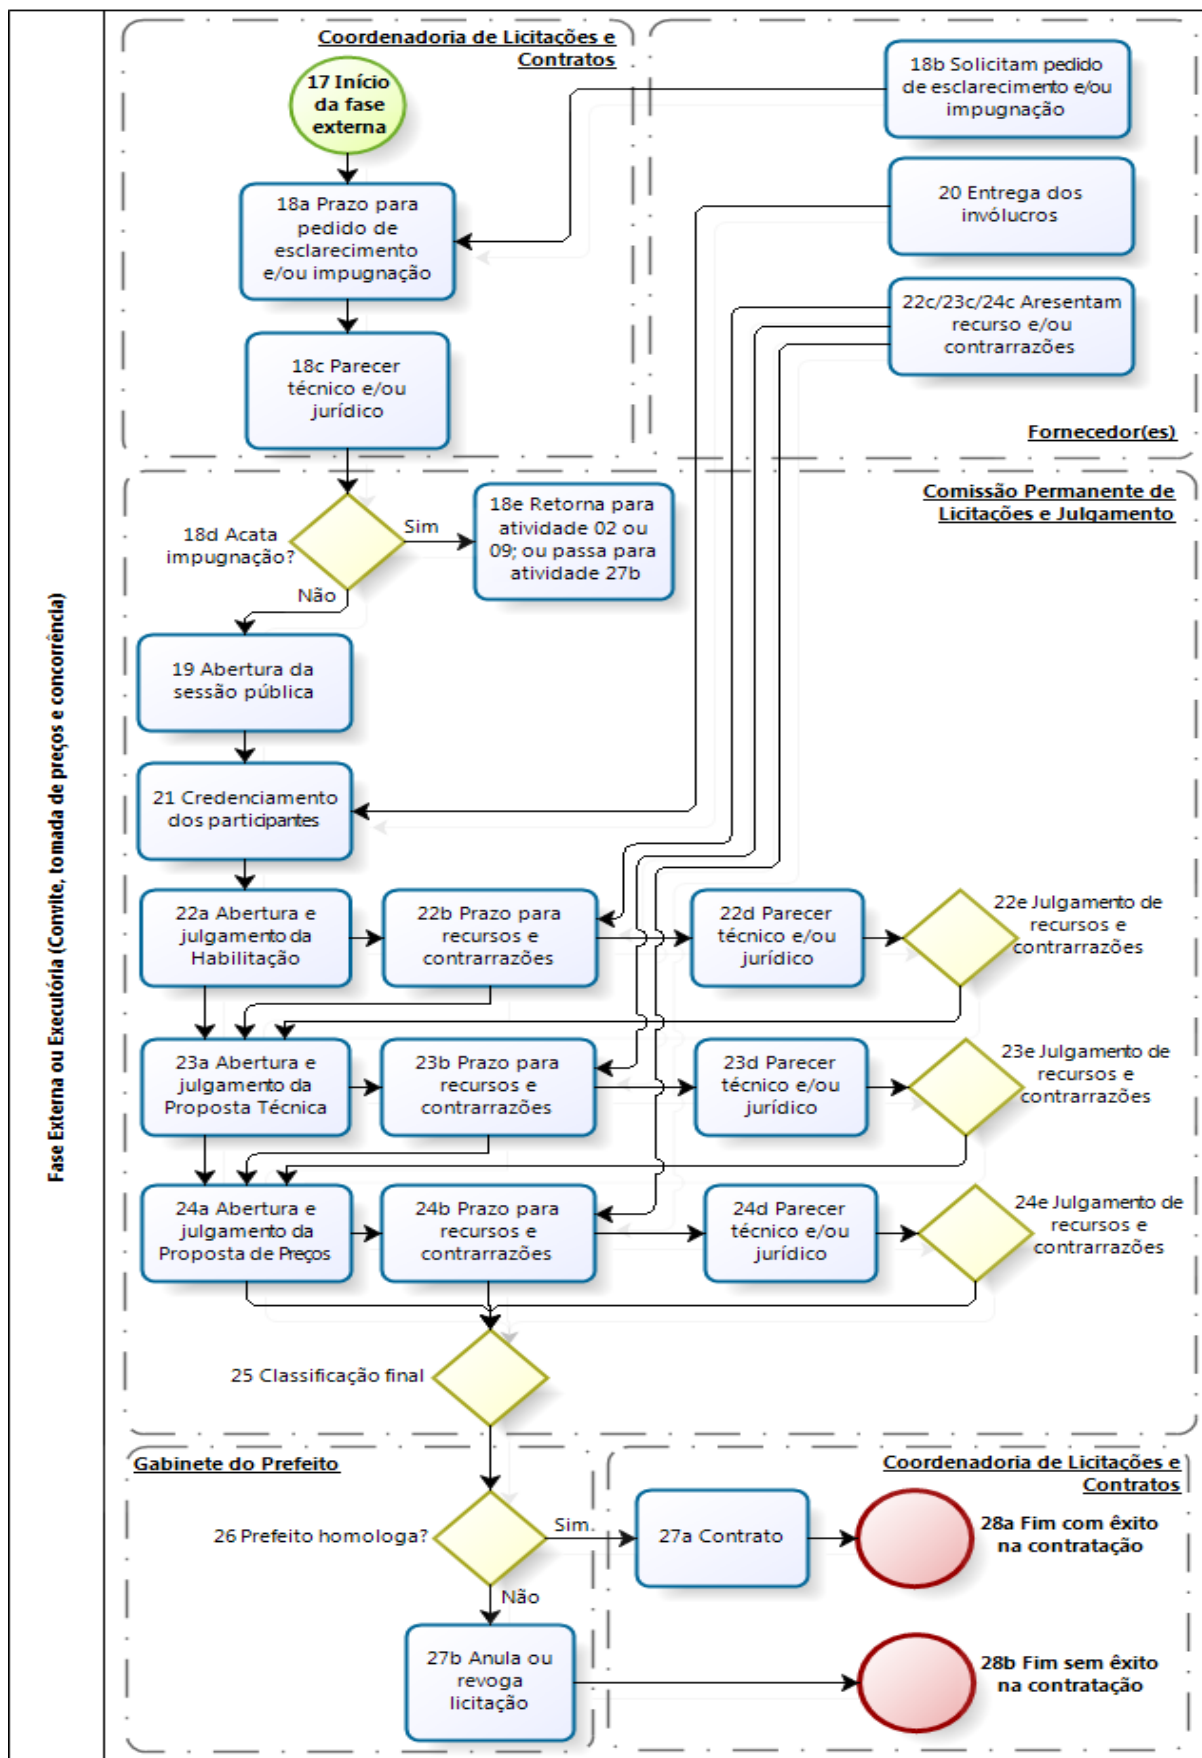 Fase Externa ou Executória (Convite, tomada de preços e concorrência)
Coordenadoria de Licitações e
Contratos
17 Início
da fase
externa
18a Prazo para
pedido de
esclarecimento
e/ou impugnação
18c Parecer
técnico e/ou
jurídico
18b Solicitam pedido
de esclarecimento e/ou
impugnação
20 Entrega dos
invólucros
22c/23c/24c Aresentam
recurso e/ou
contrarrazões
Fornecedor(es)
Comissão Permanente de
Licitações e Julgamento
18d Acata
impugnação?
Sim
18e Retorna para
atividade 02 ou
09; ou passa para
atividade 27b
Não
19 Abertura da
sessão pública
21 Credenciamento
dos participantes
22a Abertura e
julgamento da
Habilitação
22b Prazo para
recursos e
contrarrazões
22d Parecer
técnico e/ou
jurídico
22e Julgamento de
recursos e
contrarrazões
23a Abertura e
julgamento da
Proposta Técnica
23b Prazo para
recursos e
contrarrazões
23d Parecer
técnico e/ou
jurídico
23e Julgamento de
recursos e
contrarrazões
24a Abertura e
julgamento da
Proposta de Preços
24b Prazo para
recursos e
contrarrazões
24d Parecer
técnico e/ou
jurídico
24e Julgamento de
recursos e
contrarrazões
25 Classificação final
Gabinete do Prefeito
26 Prefeito homologa?
Sim
Não
27b Anula ou
revoga
licitação
Coordenadoria de Licitações e
Contratos
27a Contrato
28a Fim com êxito
na contratação
28b Fim sem êxito
na contratação